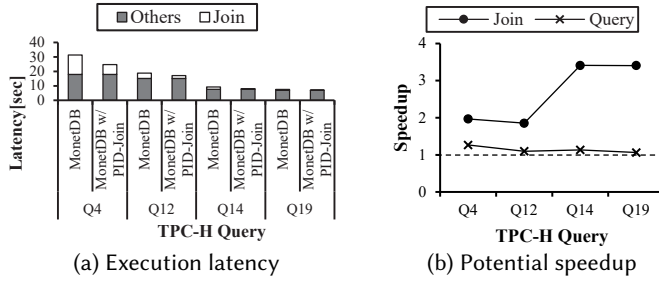 Others Join
Latency[sec]
40
30
20
10
0
MonetDB
MonetDB w/
PID-Join
MonetDB
MonetDB w/
PID-Join
MonetDB
MonetDB w/
PID-Join
MonetDB
MonetDB w/
PID-Join
Q4 Q12 Q14 Q19
TPC-H Query
(a) Execution latency
Join Query
Speedup
4
3
2
1
0
Q4 Q12 Q14 Q19
TPC-H Query
(b) Potential speedup